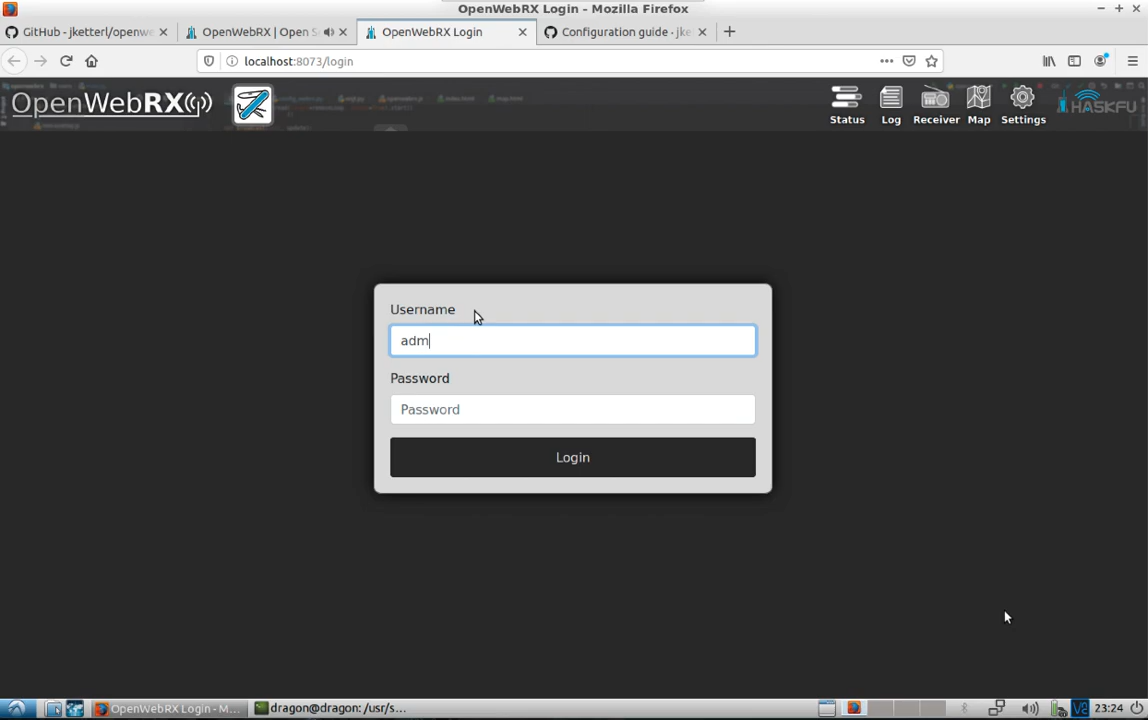 OpenWebRX Login - Mozilla Firefox
GitHub - jketterl/openwe
OpenWebRX | Open S
OpenWebRX Login
Configuration guide · jke
localhost:8073/login
OpenWebRX
Status
Log
Receiver
Map
Settings
HASKFU
Username
adm
Password
Password
Login
OpenWebRX Login - M...
dragon@dragon: /usr/s...
23:24